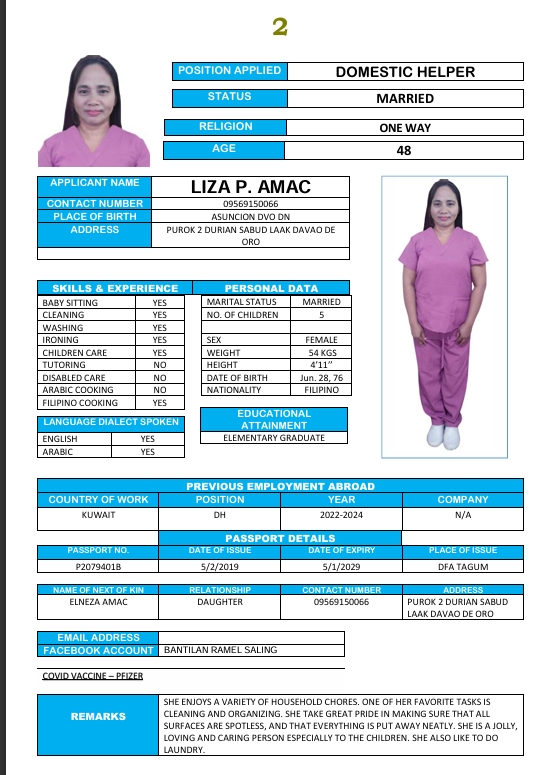 2
POSITION APPLIED DOMESTIC HELPER
STATUS MARRIED
RELIGION ONE WAY
AGE 48
APPLICANT NAME LIZA P. AMAC
CONTACT NUMBER 09569150066
PLACE OF BIRTH ASUNCION DVO DN
ADDRESS PUROK 2 DURIAN SABUD LAAK DAVAO DE
ORO
SKILLS & EXPERIENCE
BABY SITTING YES
CLEANING YES
WASHING YES
IRONING YES
CHILDREN CARE YES
TUTORING NO
DISABLED CARE NO
ARABIC COOKING NO
FILIPINO COOKING YES
LANGUAGE DIALECT SPOKEN
ENGLISH YES
ARABIC YES
PERSONAL DATA
MARITAL STATUS MARRIED
NO. OF CHILDREN 5
SEX FEMALE
WEIGHT 54 KGS
HEIGHT 4'11''
DATE OF BIRTH Jun. 28, 76
NATIONALITY FILIPINO
EDUCATIONAL
ATTAINMENT
ELEMENTARY GRADUATE
PREVIOUS EMPLOYMENT ABROAD
COUNTRY OF WORK POSITION YEAR COMPANY
KUWAIT DH 2022-2024 N/A
PASSPORT DETAILS
PASSPORT NO. DATE OF ISSUE DATE OF EXPIRY PLACE OF ISSUE
P2079401B 5/2/2019 5/1/2029 DFA TAGUM
NAME OF NEXT OF KIN RELATIONSHIP CONTACT NUMBER ADDRESS
ELNEZA AMAC DAUGHTER 09569150066 PUROK 2 DURIAN SABUD
LAAK DAVAO DE ORO
EMAIL ADDRESS
FACEBOOK ACCOUNT BANTILAN RAMEL SALING
COVID VACCINE – PFIZER
REMARKS
SHE ENJOYS A VARIETY OF HOUSEHOLD CHORES. ONE OF HER FAVORITE TASKS IS
CLEANING AND ORGANIZING. SHE TAKE GREAT PRIDE IN MAKING SURE THAT ALL
SURFACES ARE SPOTLESS, AND THAT EVERYTHING IS PUT AWAY NEATLY. SHE IS A JOLLY,
LOVING AND CARING PERSON ESPECIALLY TO THE CHILDREN. SHE ALSO LIKE TO DO
LAUNDRY.